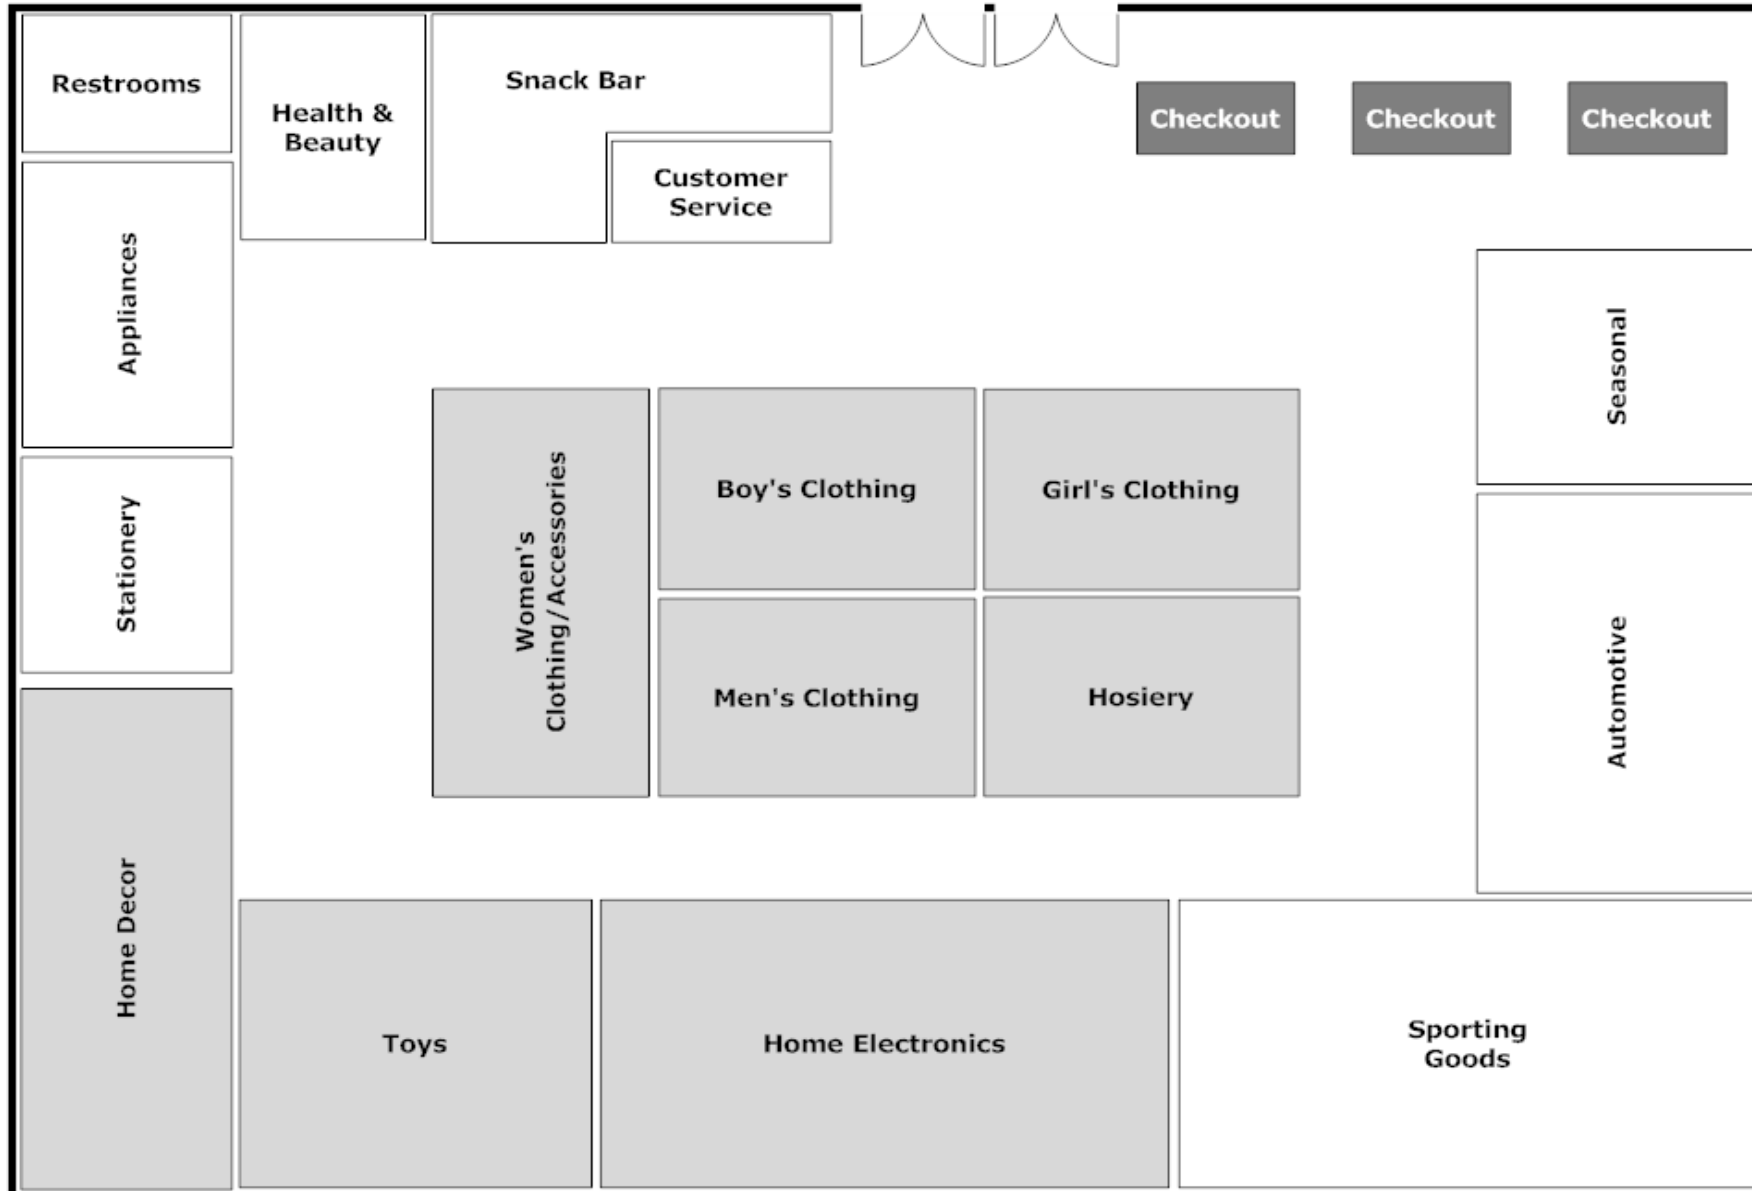 Restrooms
Health &
Beauty
Snack Bar
Customer
Service
Checkout
Checkout
Checkout
Appliances
Seasonal
Stationery
Women's
Clothing/Accessories
Boy's Clothing
Girl's Clothing
Men's Clothing
Hosiery
Automotive
Home Decor
Toys
Home Electronics
Sporting
Goods